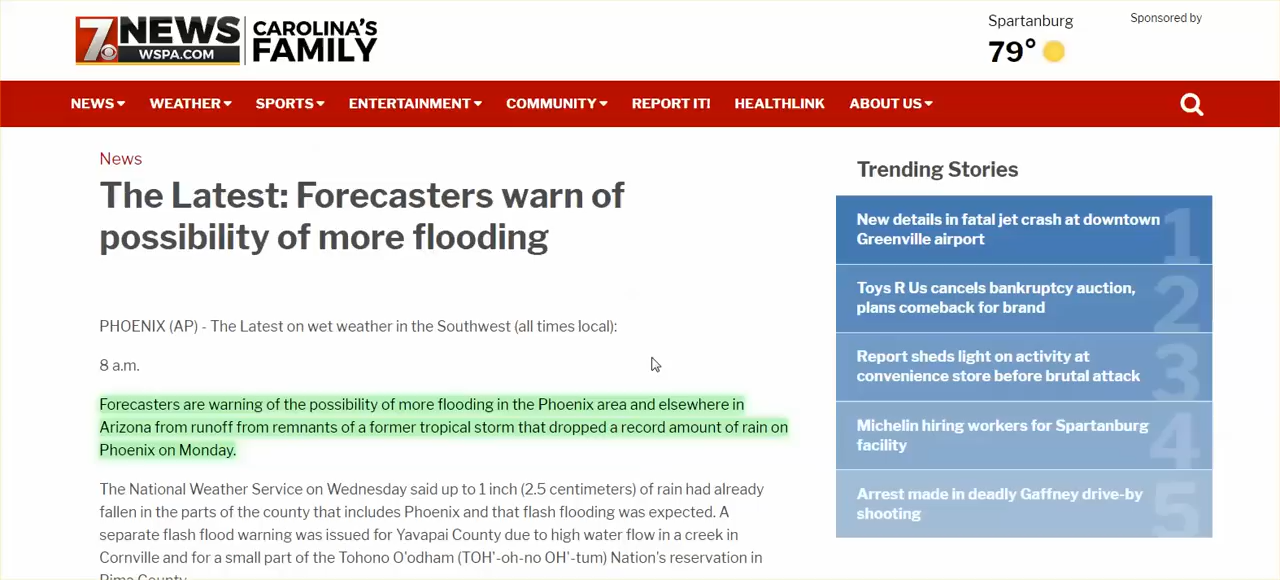 7NEWS
WSPA.COM
CAROLINA'S
FAMILY
Spartanburg
79°
Sponsored by
NEWS
WEATHER
SPORTS
ENTERTAINMENT
COMMUNITY
REPORT IT!
HEALTHLINK
ABOUT US
News
The Latest: Forecasters warn of
possibility of more flooding
PHOENIX (AP) - The Latest on wet weather in the Southwest (all times local):
8 a.m.
Forecasters are warning of the possibility of more flooding in the Phoenix area and elsewhere in
Arizona from runoff from remnants of a former tropical storm that dropped a record amount of rain on
Phoenix on Monday.
The National Weather Service on Wednesday said up to 1 inch (2.5 centimeters) of rain had already
fallen in the parts of the county that includes Phoenix and that flash flooding was expected. A
separate flash flood warning was issued for Yavapai County due to high water flow in a creek in
Cornville and for a small part of the Tohono O'odham (TOH'-oh-no OH'-tum) Nation's reservation in
Pima County.
Trending Stories
New details in fatal jet crash at downtown
Greenville airport
1
Toys R Us cancels bankruptcy auction,
plans comeback for brand
2
Report sheds light on activity at
convenience store before brutal attack
3
Michelin hiring workers for Spartanburg
facility
4
Arrest made in deadly Gaffney drive-by
shooting
5